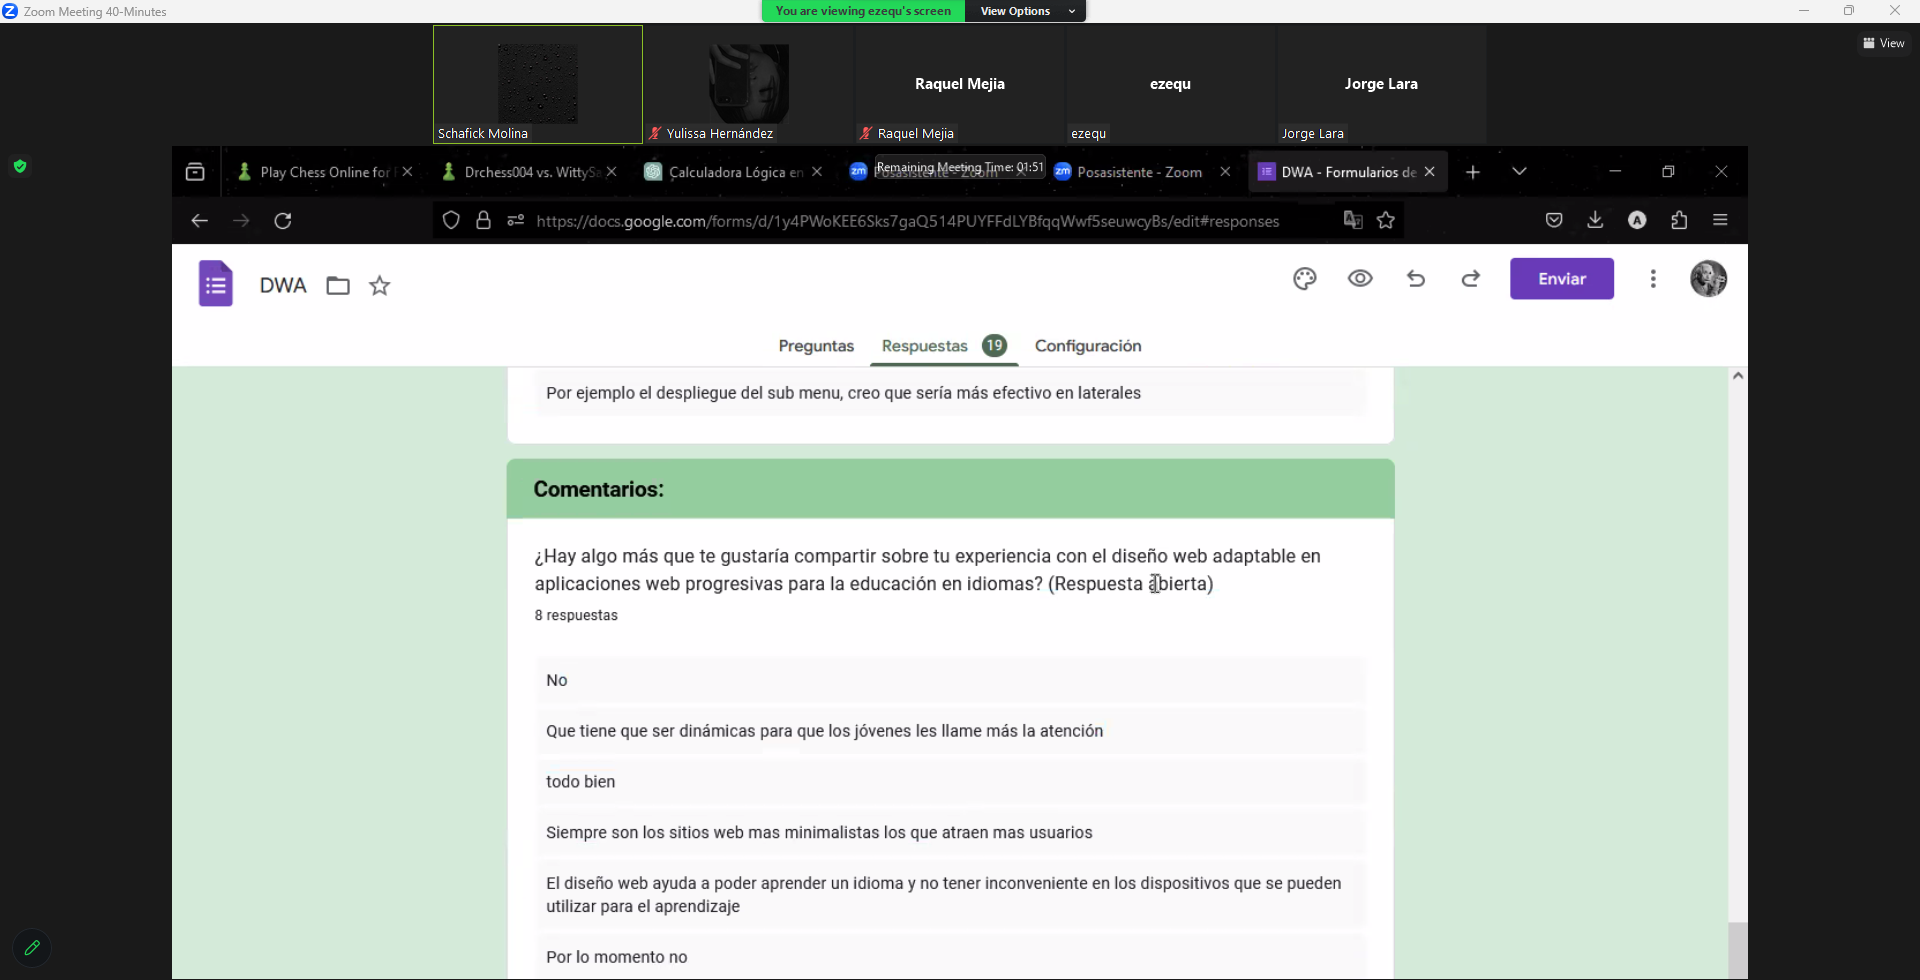 Zoom Meeting 40-Minutes
You are viewing ezequ's screen
View Options
View
Raquel Mejia
ezequ
Jorge Lara
Schafick Molina
Yulissa Hernández
Raquel Mejia
ezequ
Jorge Lara
Play Chess Online for
Drchess004 vs. WittySa
Calculadora Lógica en
Remaining Meeting Time: 01:51
Posasistente - Zoom
Posasistente - Zoom
DWA - Formularios de
https://docs.google.com/forms/d/1y4PWoKEE6Sks7gaQ514PUYFFdLYBfqqWwf5seuwcyBs/edit#responses
DWA
Enviar
Preguntas
Respuestas 19
Configuración
Por ejemplo el despliegue del sub menu, creo que sería más efectivo en laterales
Comentarios:
¿Hay algo más que te gustaría compartir sobre tu experiencia con el diseño web adaptable en
aplicaciones web progresivas para la educación en idiomas? (Respuesta abierta)
8 respuestas
No
Que tiene que ser dinámicas para que los jóvenes les llame más la atención
todo bien
Siempre son los sitios web mas minimalistas los que atraen mas usuarios
El diseño web ayuda a poder aprender un idioma y no tener inconveniente en los dispositivos que se pueden
utilizar para el aprendizaje
Por lo momento no